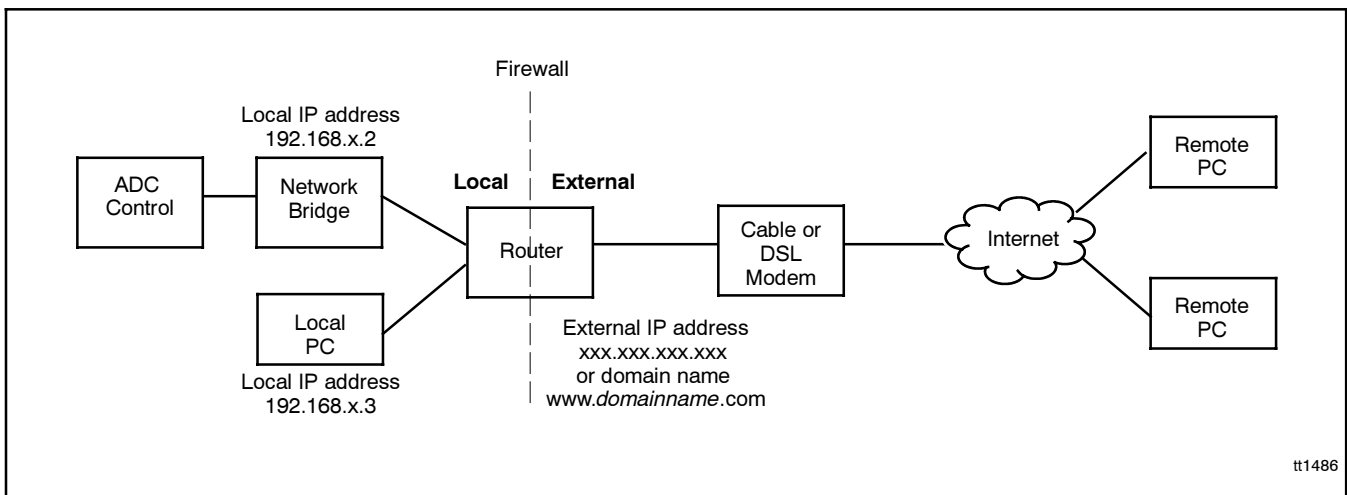 Firewall
Local IP address
192.168.x.2
ADC
Control
Network
Bridge
Local
External
Router
Cable or
DSL
Modem
Internet
Remote
PC
Remote
PC
Local
PC
Local IP address
192.168.x.3
External IP address
xxx.xxx.xxx.xxx
or domain name
www.domainname.com
tt1486